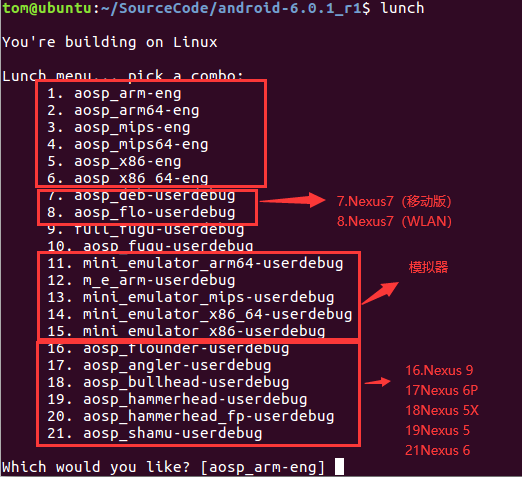 tom@ubuntu:~/SourceCode/android-6.0.1_r1$ lunch
You're building on Linux
Lunch menu... pick a combo:
1. aosp_arm-eng
2. aosp_arm64-eng
3. aosp_mips-eng
4. aosp_mips64-eng
5. aosp_x86-eng
6. aosp_x86_64-eng
7. aosp_deb-userdebug
8. aosp_flo-userdebug
9. full_fugu-userdebug
10. aosp_fugu-userdebug
11. mini_emulator_arm64-userdebug
12. m_e_arm-userdebug
13. mini_emulator_mips-userdebug
14. mini_emulator_x86_64-userdebug
15. mini_emulator_x86-userdebug
16. aosp_flounder-userdebug
17. aosp_angler-userdebug
18. aosp_bullhead-userdebug
19. aosp_hammerhead-userdebug
20. aosp_hammerhead_fp-userdebug
21. aosp_shamu-userdebug
Which would you like? [aosp_arm-eng]
7.Nexus7（移动版）
8.Nexus7（WLAN）
模拟器
16.Nexus 9
17Nexus 6P
18Nexus 5X
19Nexus 5
21Nexus 6